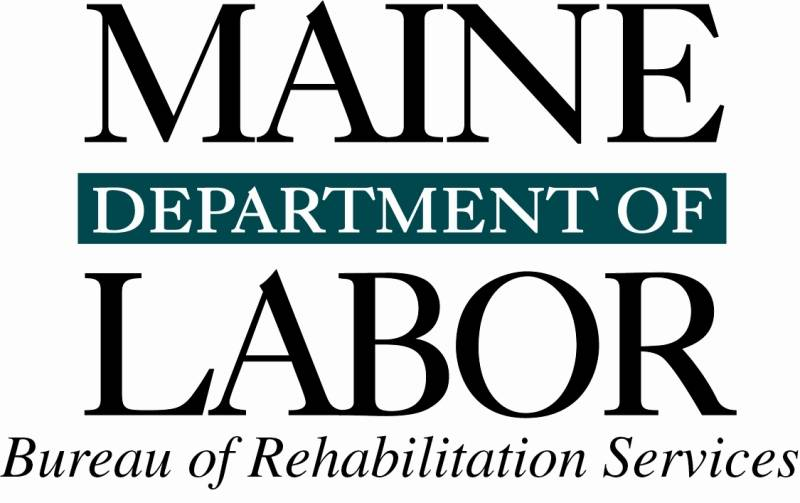 MAINE
DEPARTMENT OF
LABOR
Bureau of Rehabilitation Services